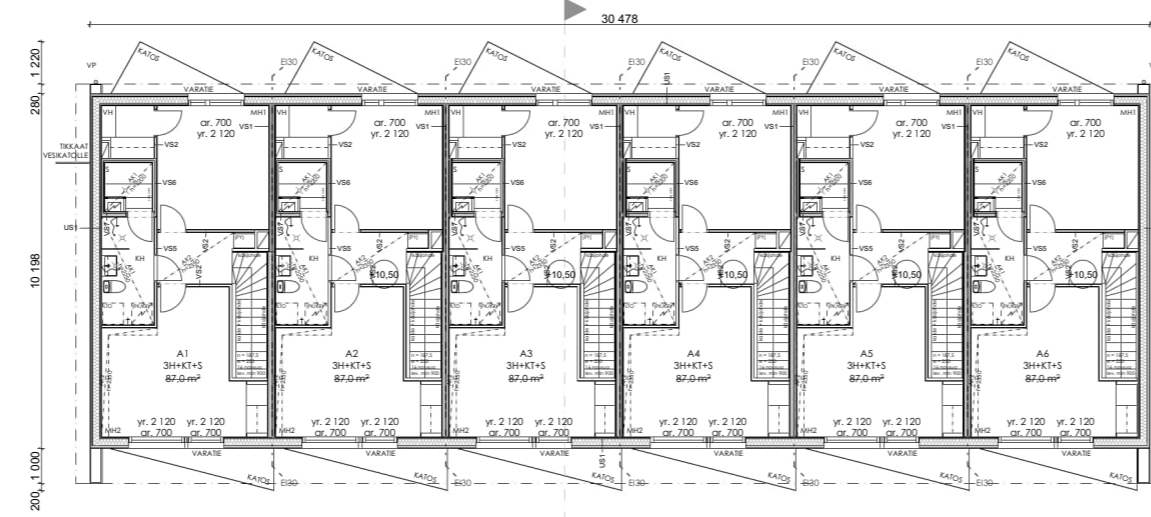 30 478
1 220
280
10 198
1 000
200
VP
TIKKAAT
VESIKATOLLE
US1
KATOS
KATOS
KATOS
KATOS
KATOS
KATOS
EI30
EI30
EI30
US1
EI30
EI30
VARATIE
VARATIE
VARATIE
VARATIE
VARATIE
VARATIE
VH
MH1
ar. 700
yr. 2 120
VS1
VS2
VS6
S
VS5
VS2
KH
A1
3H+KT+S
87,0 m²
yr. 2 120
yr. 2 120
ar. 700
ar. 700
MH2
VH
MH1
ar. 700
yr. 2 120
VS1
VS2
VS6
S
VS5
VS2
KH
+10,50
A2
3H+KT+S
87,0 m²
yr. 2 120
yr. 2 120
ar. 700
ar. 700
MH2
VH
MH1
ar. 700
yr. 2 120
VS1
VS2
VS6
S
VS5
VS2
KH
+10,50
A3
3H+KT+S
87,0 m²
yr. 2 120
yr. 2 120
ar. 700
ar. 700
MH2
VH
MH1
ar. 700
yr. 2 120
VS1
VS2
VS6
S
VS5
VS2
KH
+10,50
A4
3H+KT+S
87,0 m²
yr. 2 120
yr. 2 120
ar. 700
ar. 700
MH2
VH
MH1
ar. 700
yr. 2 120
VS1
VS2
VS6
S
VS5
VS2
KH
+10,50
A5
3H+KT+S
87,0 m²
yr. 2 120
yr. 2 120
ar. 700
ar. 700
MH2
VH
MH1
ar. 700
yr. 2 120
VS2
VS6
S
VS5
VS2
KH
+10,50
A6
3H+KT+S
87,0 m²
yr. 2 120
yr. 2 120
ar. 700
ar. 700
MH2
VARATIE
VARATIE
VARATIE
US1
VARATIE
VARATIE
VARATIE
KATOS
EI30
KATOS
EI30
KATOS
EI30
KATOS
EI30
KATOS
EI30
KATOS